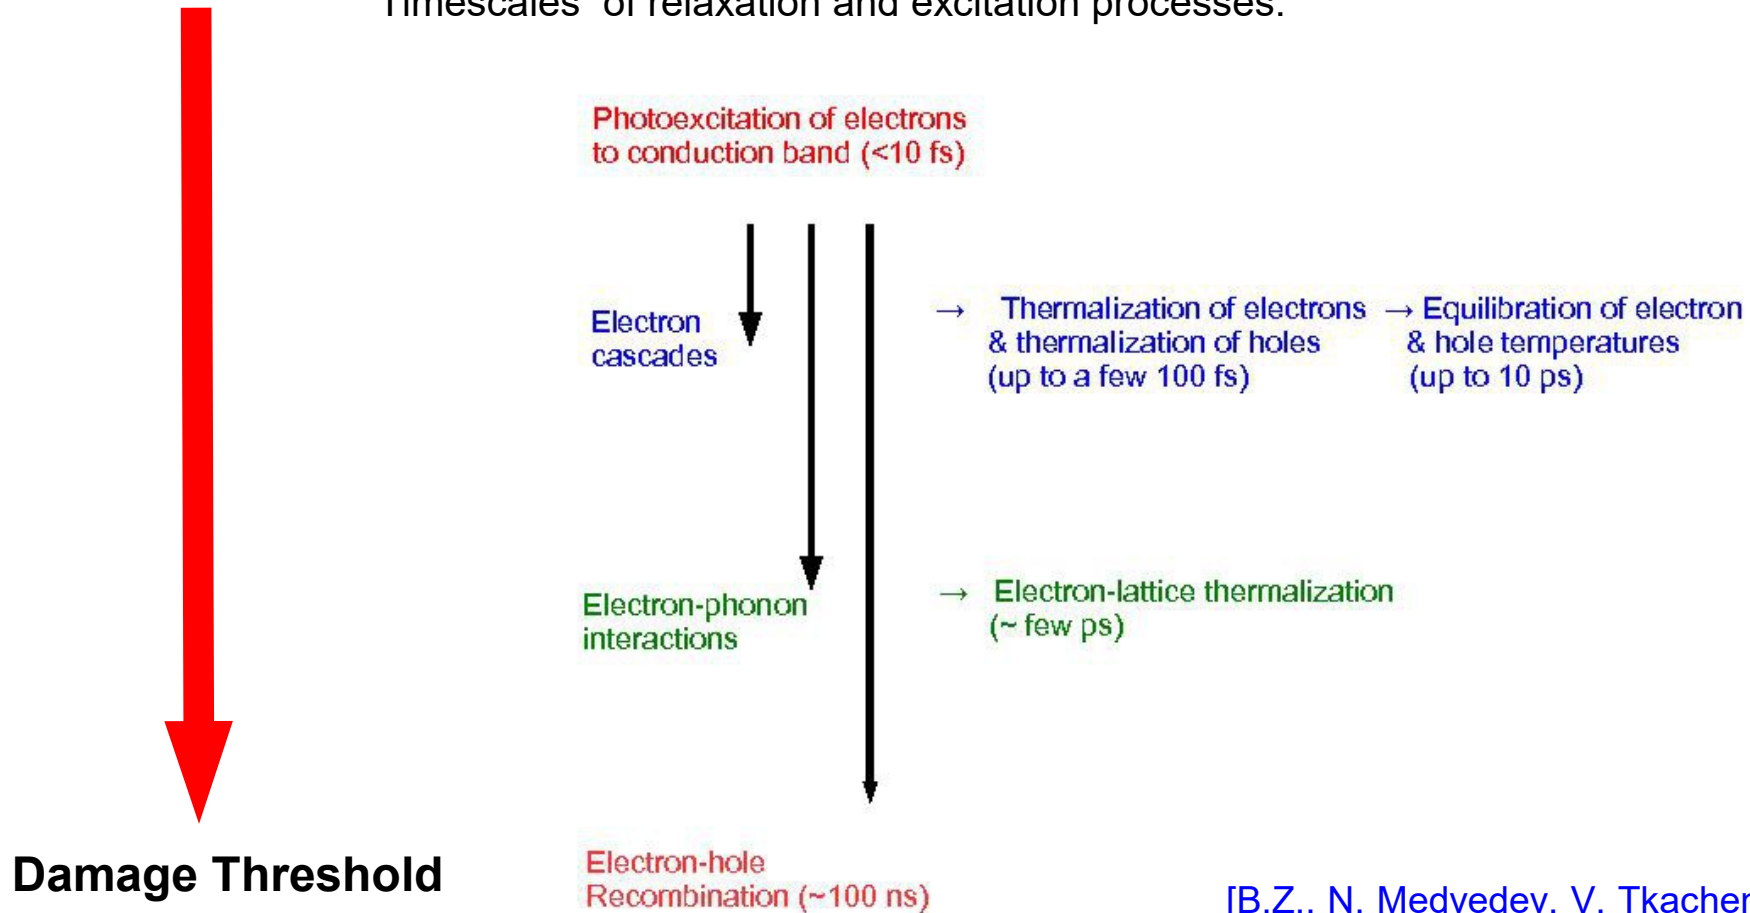 Timescales of relaxation and excitation processes:
Photoexcitation of electrons
to conduction band (<10 fs)
Electron
cascades
→ Thermalization of electrons
& thermalization of holes
(up to a few 100 fs)
→ Equilibration of electron
& hole temperatures
(up to 10 ps)
Electron-phonon
interactions
→ Electron-lattice thermalization
(~ few ps)
Damage Threshold
Electron-hole
Recombination (~100 ns)
[B.Z., N. Medvedev, V.